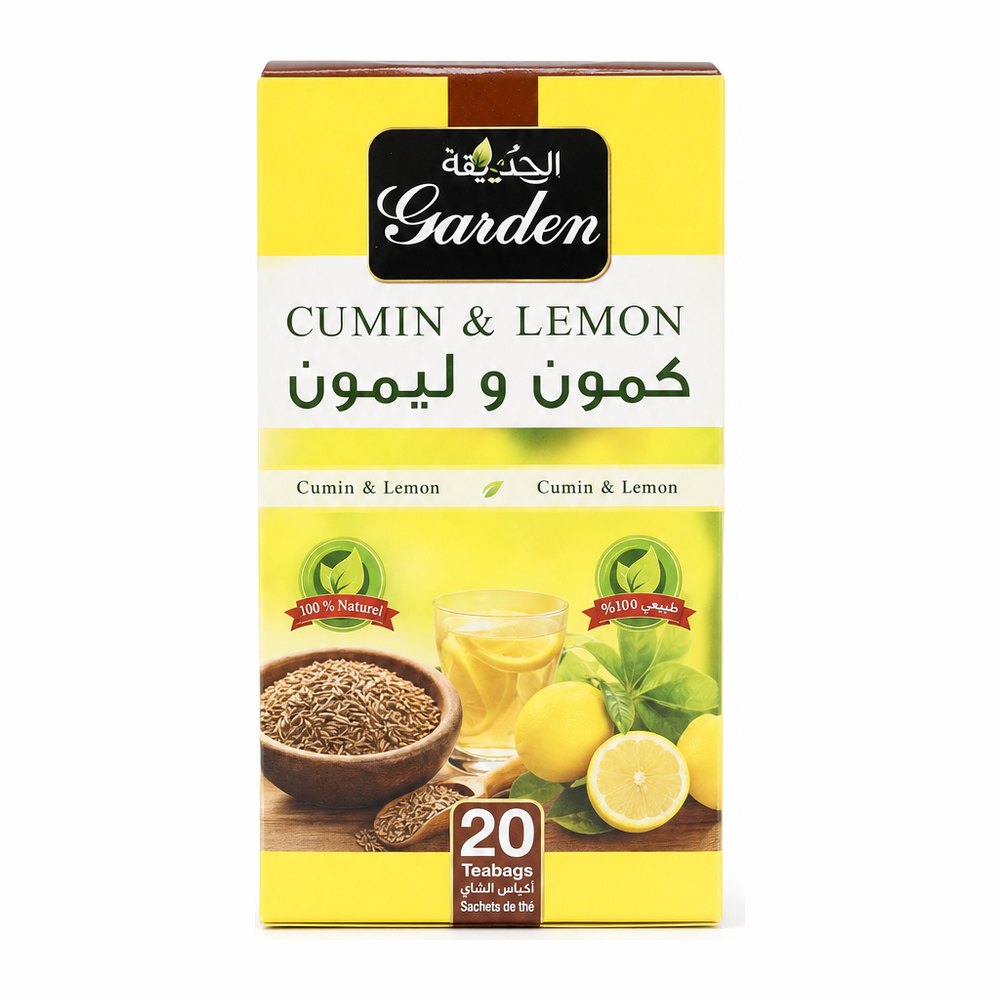 الحديقة
Garden
CUMIN & LEMON
كمون و ليمون
Cumin & Lemon Cumin & Lemon
100 % Naturel
%100 طبيعي
20
Teabags
أكياس الشاي
Sachets de thé